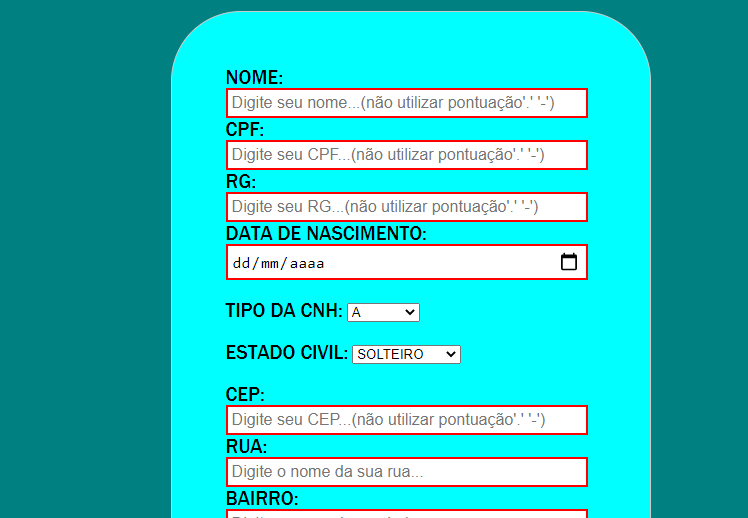 NOME:
Digite seu nome...(não utilizar pontuação'.' '-')
CPF:
Digite seu CPF...(não utilizar pontuação'.' '-')
RG:
Digite seu RG...(não utilizar pontuação'.' '-')
DATA DE NASCIMENTO:
dd/mm/aaaa
TIPO DA CNH: A
ESTADO CIVIL: SOLTEIRO
CEP:
Digite seu CEP...(não utilizar pontuação'.' '-')
RUA:
Digite o nome da sua rua...
BAIRRO: